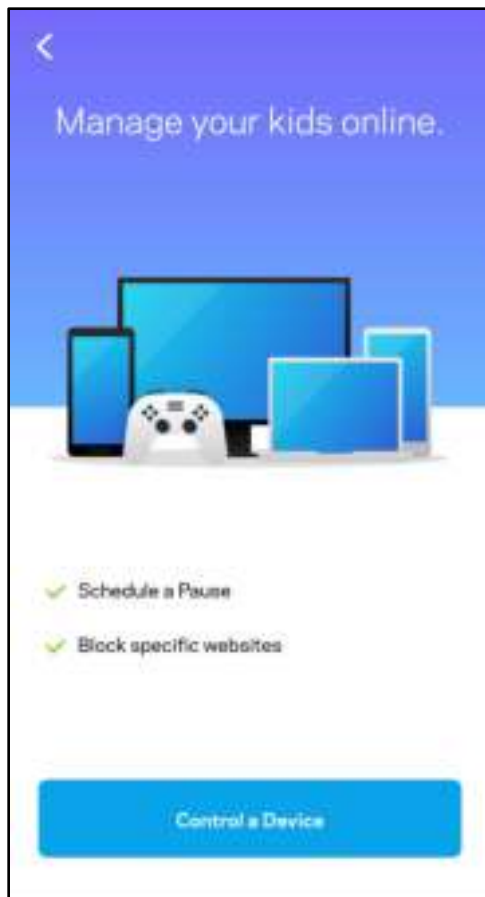 Manage your kids online.
Schedule a Pause
Block specific websites
Control a Device